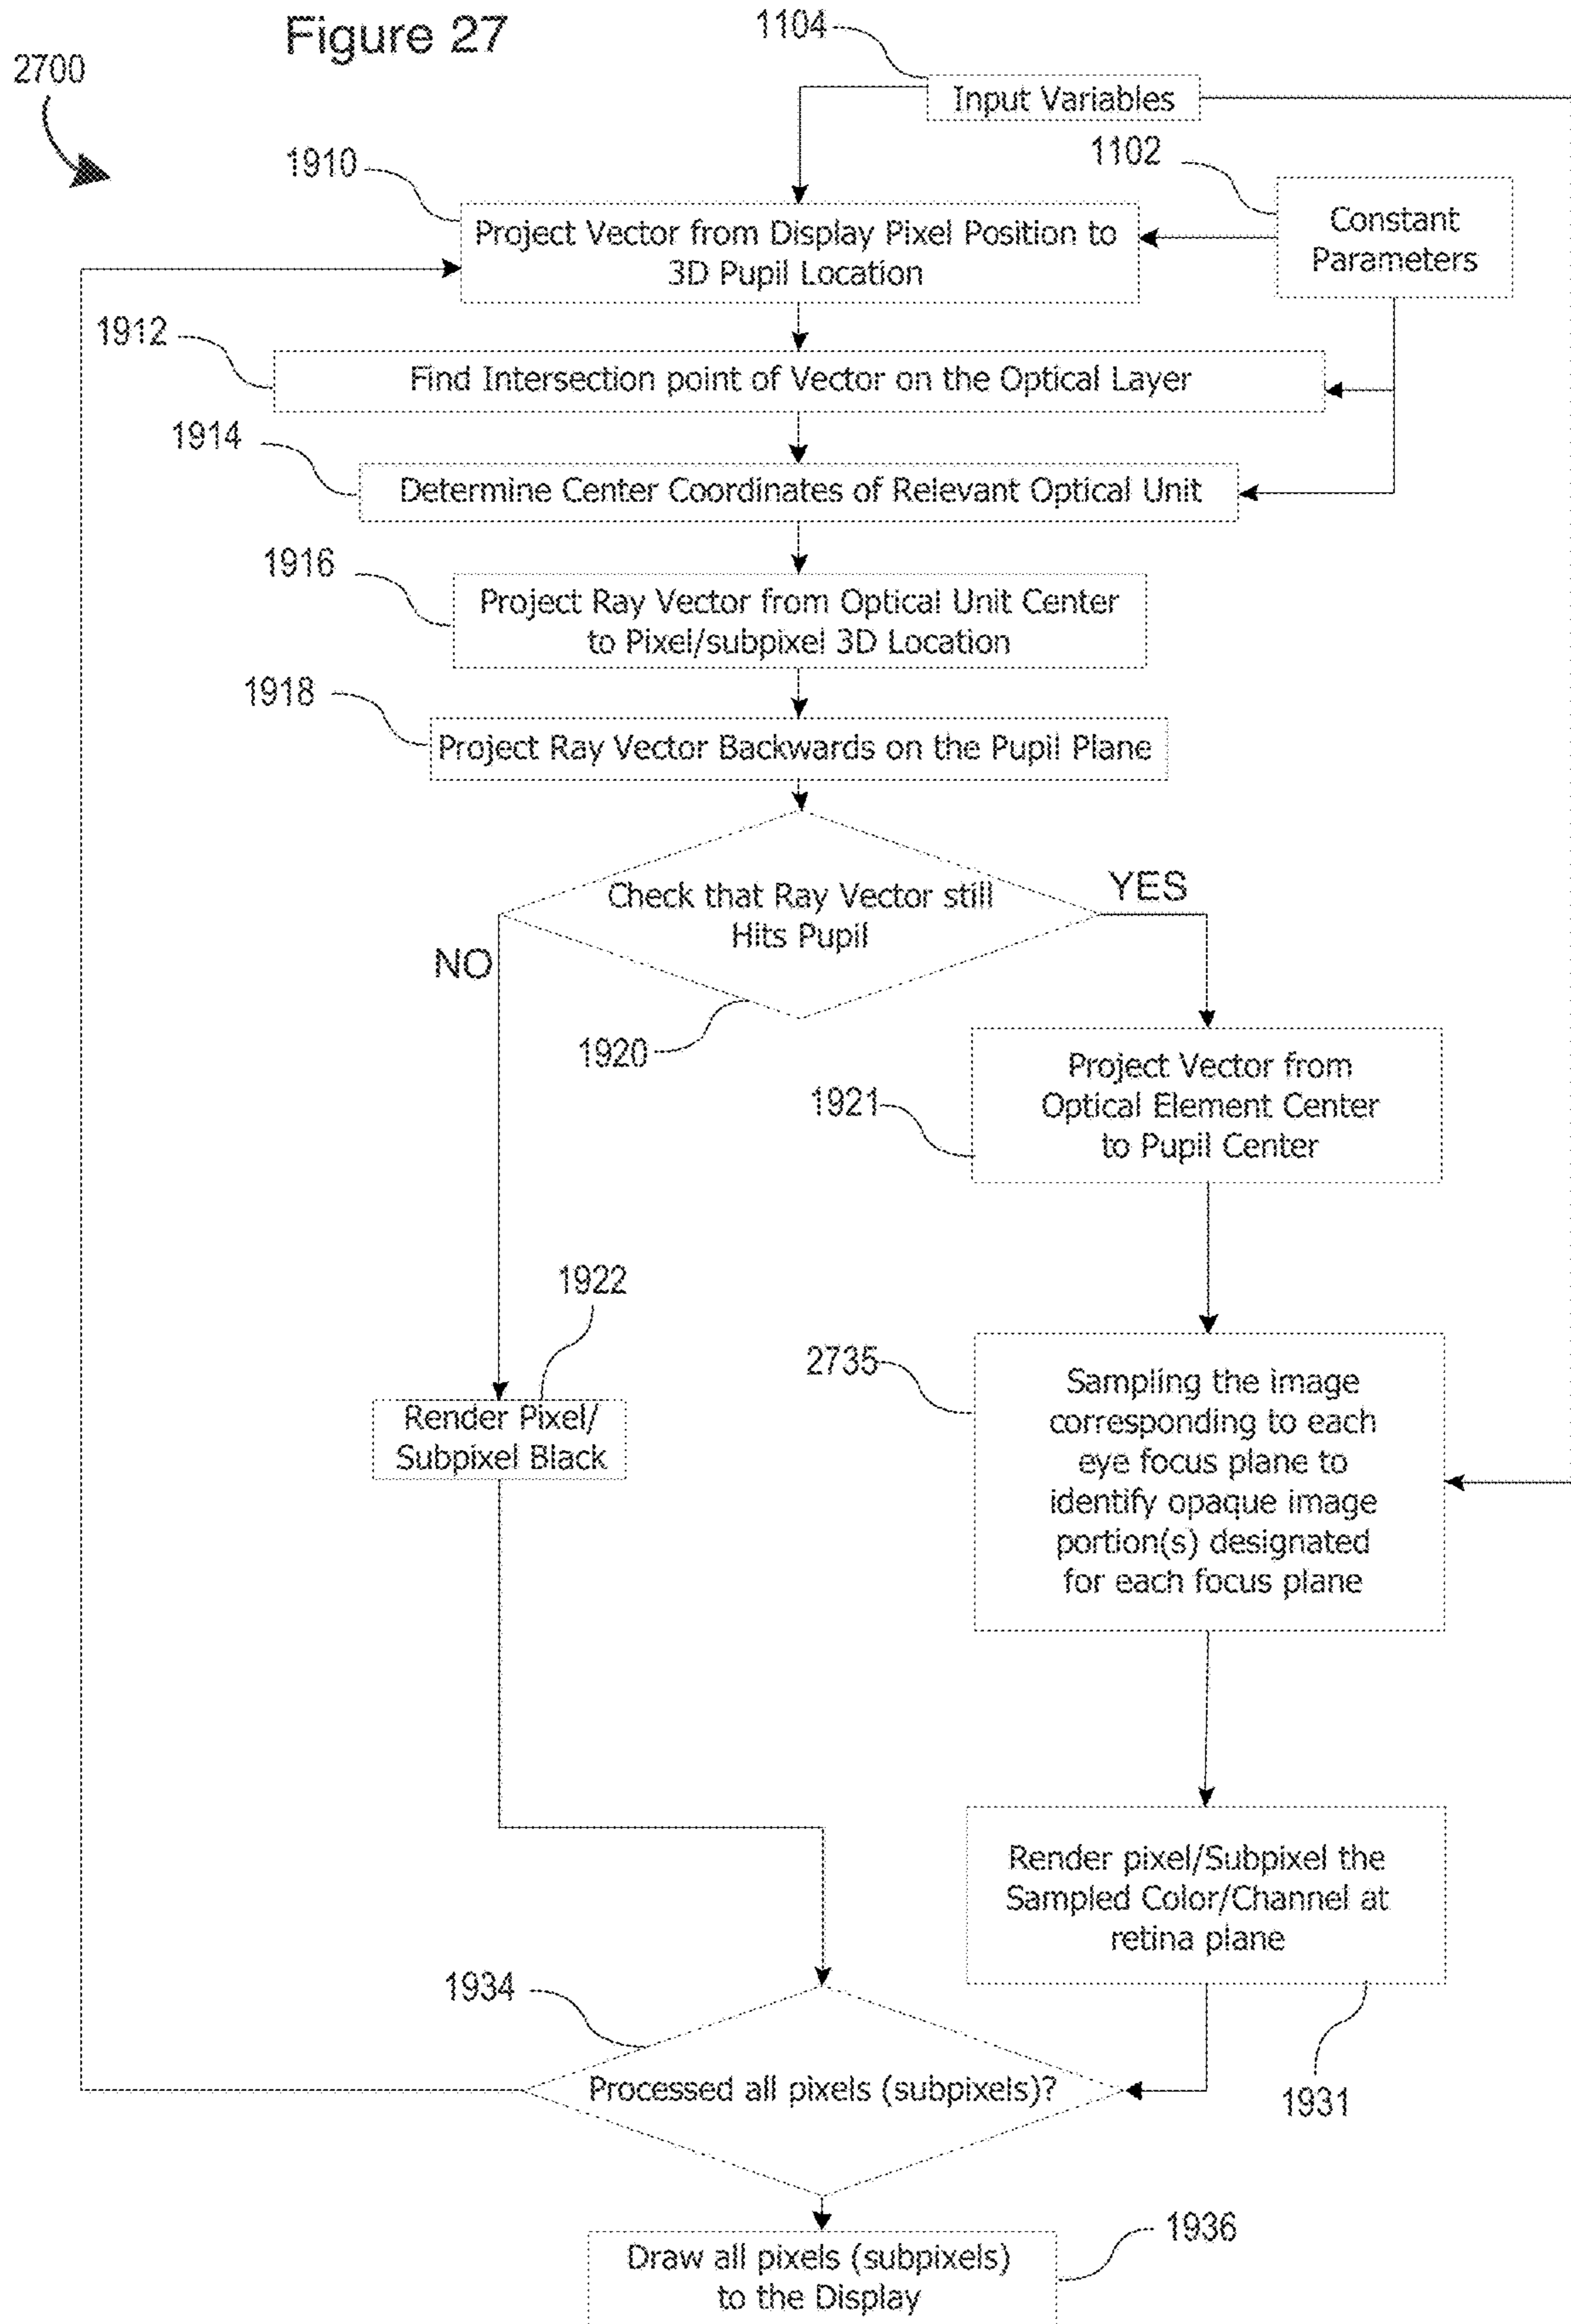 Figure 27
2700
1104
Input Variables
1102
Constant
Parameters
1910
Project Vector from Display Pixel Position to
3D Pupil Location
1912
Find Intersection point of Vector on the Optical Layer
1914
Determine Center Coordinates of Relevant Optical Unit
1916
Project Ray Vector from Optical Unit Center
to Pixel/subpixel 3D Location
1918
Project Ray Vector Backwards on the Pupil Plane
Check that Ray Vector still
Hits Pupil
YES
NO
1920
Project Vector from
Optical Element Center
to Pupil Center
1921
1922
Render Pixel/
Subpixel Black
2735
Sampling the image
corresponding to each
eye focus plane to
identify opaque image
portion(s) designated
for each focus plane
Render pixel/Subpixel the
Sampled Color/Channel at
retina plane
1931
1934
Processed all pixels (subpixels)?
1936
Draw all pixels (subpixels)
to the Display